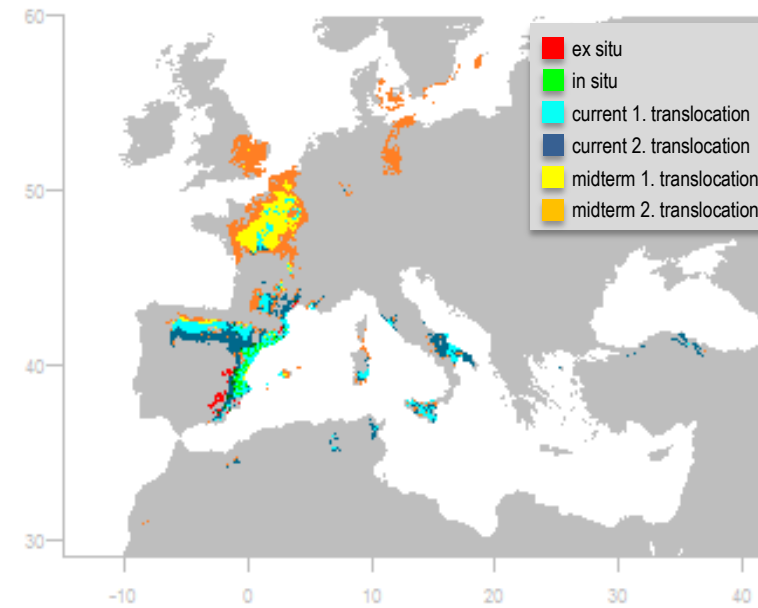 60
50
40
30
-10
0
10
20
30
40
ex situ
in situ
current 1. translocation
current 2. translocation
midterm 1. translocation
midterm 2. translocation